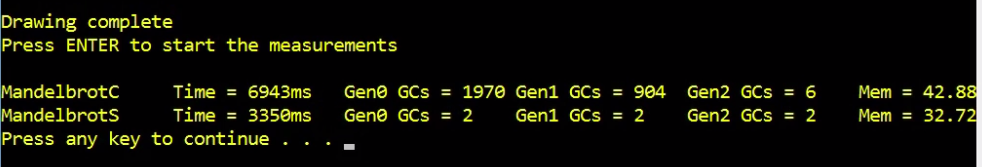 Drawing complete
Press ENTER to start the measurements
MandelbrotC Time = 6943ms Gen0 GCs = 1970 Gen1 GCs = 904 Gen2 GCs = 6 Mem = 42.88
MandelbrotS Time = 3350ms Gen0 GCs = 2 Gen1 GCs = 2 Gen2 GCs = 2 Mem = 32.72
Press any key to continue . . .